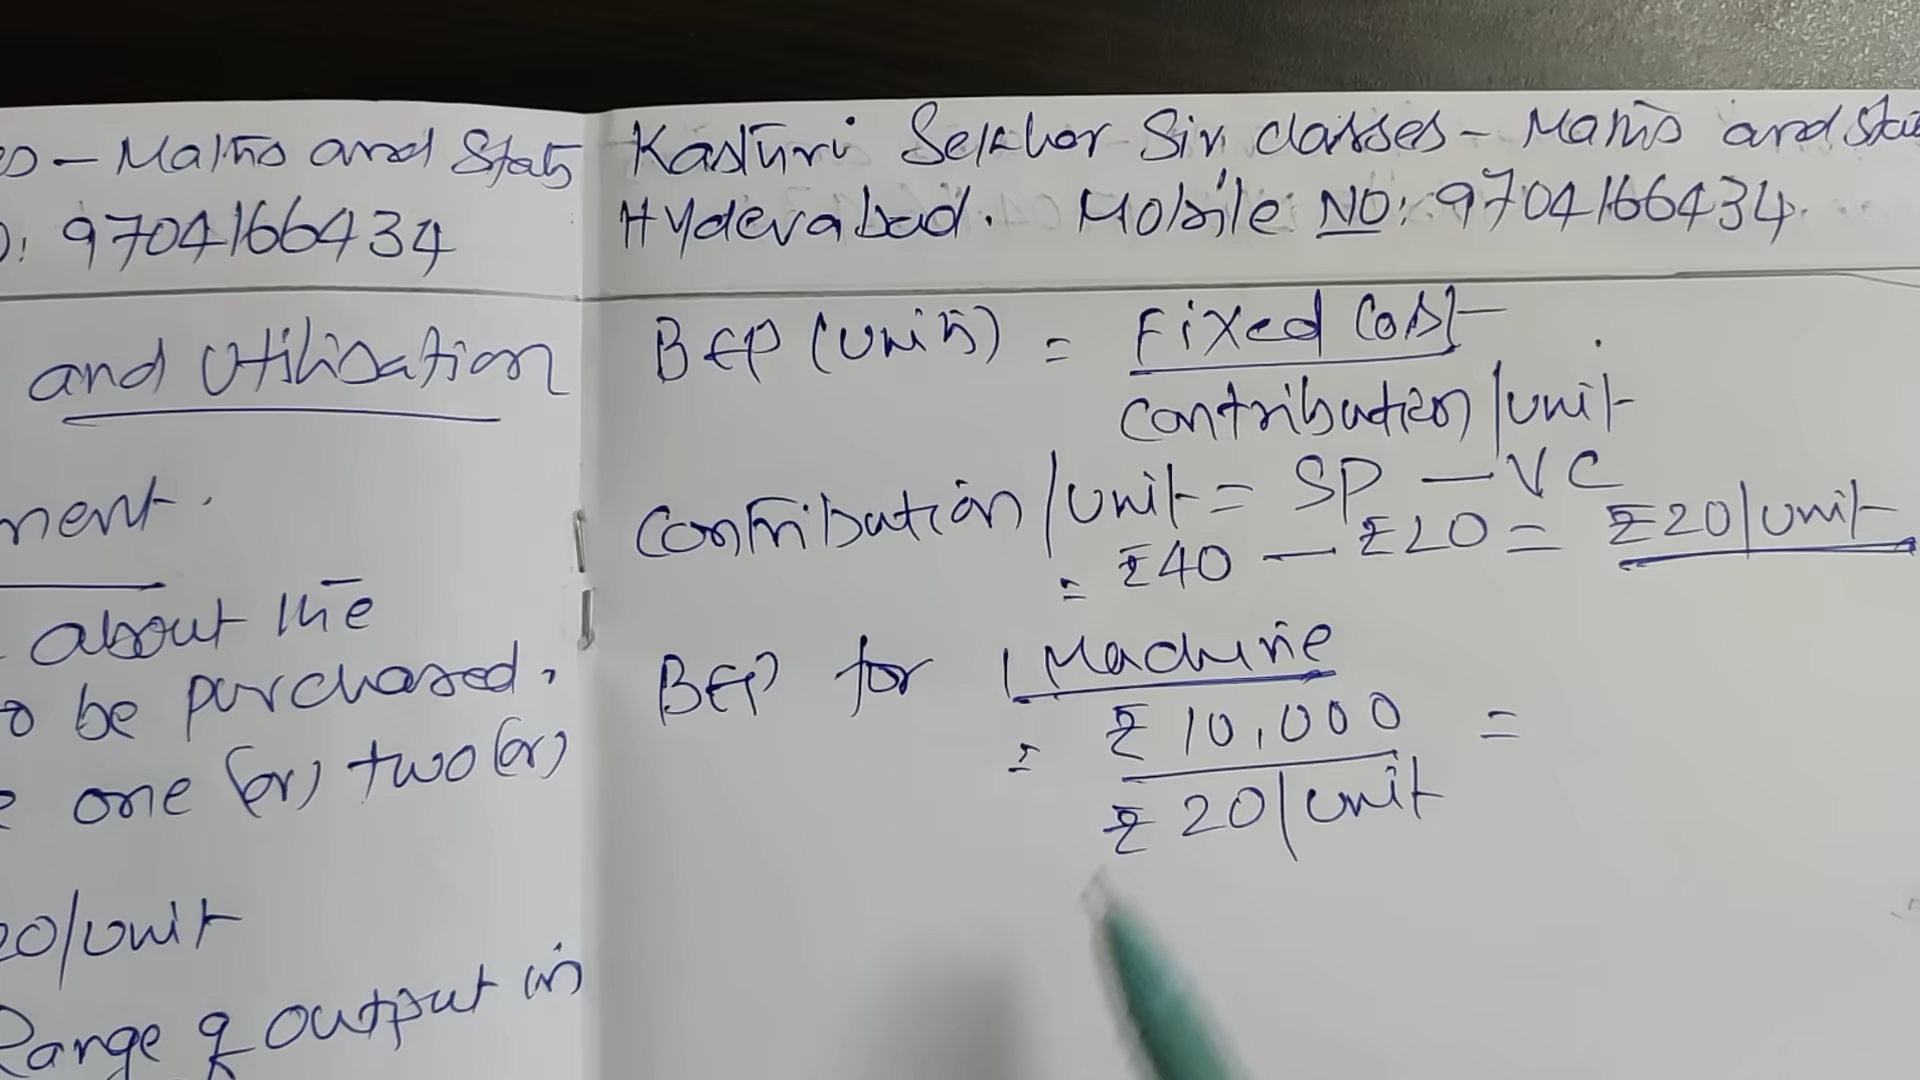 – Maths and Stats
: 9704166434
and Utilisation
ment.
about the
to be purchased.
one (or) two (or)
20/unit
Range of output in
Kasturi Sekhar Sir classes – Maths and Stats
Hyderabad. Mobile NO: 9704166434.
BEP (units) = Fixed Cost
Contribution/unit
Contribution/unit = SP – VC
= ₹40 – ₹20 = ₹20/unit
BEP for 1 Machine
= ₹10,000 =
₹20/unit